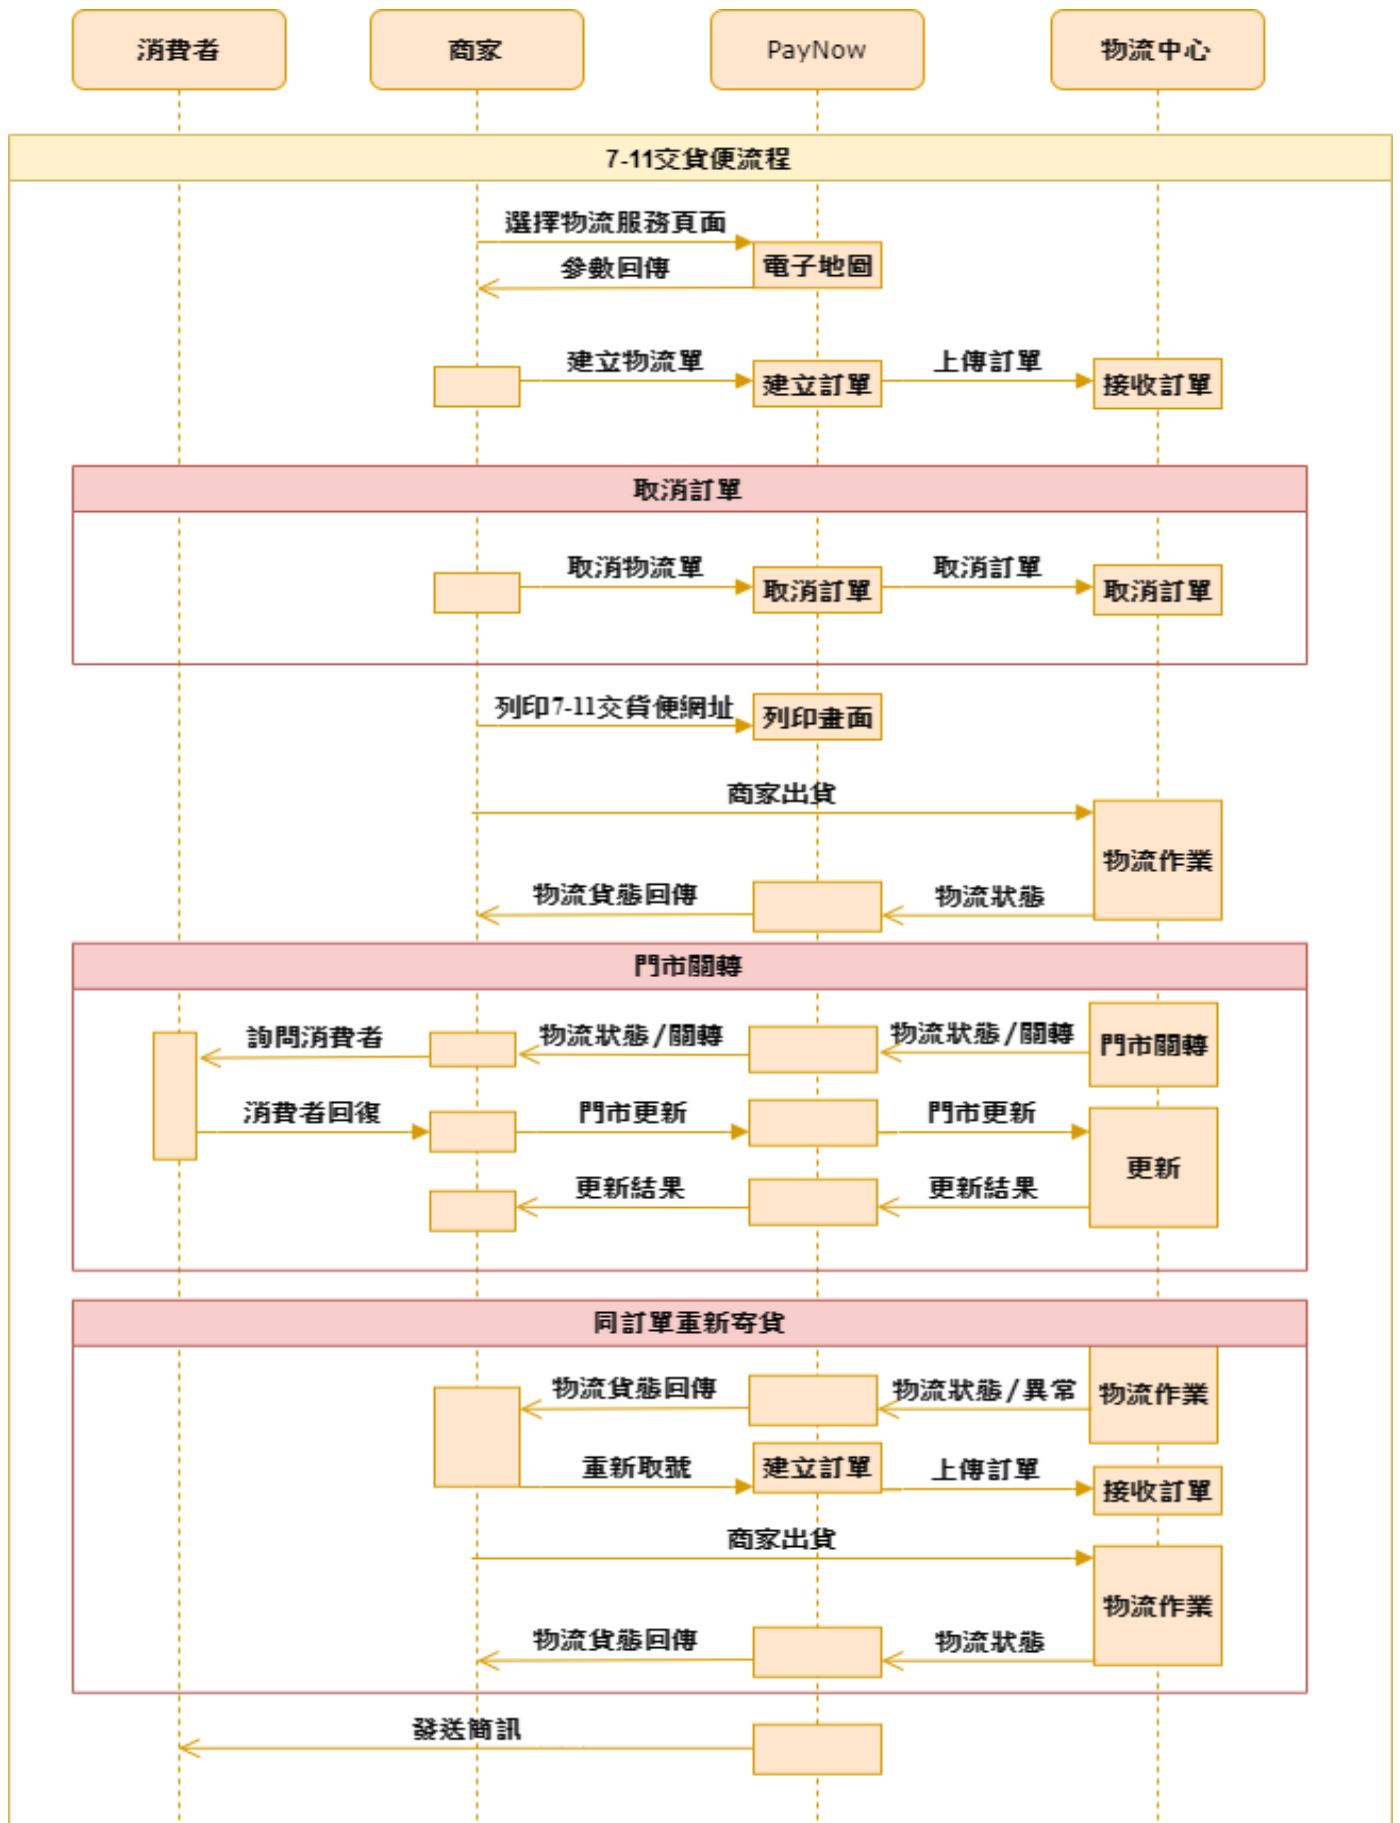 消費者
商家
PayNow
物流中心
7-11交貨便流程
選擇物流服務頁面
電子地圖
參數回傳
建立物流單
建立訂單
上傳訂單
接收訂單
取消訂單
取消物流單
取消訂單
取消訂單
取消訂單
列印7-11交貨便網址
列印畫面
商家出貨
物流作業
物流貨態回傳
物流狀態
門市關轉
詢問消費者
物流狀態/關轉
物流狀態/關轉
門市關轉
消費者回復
門市更新
門市更新
更新
更新結果
更新結果
同訂單重新寄貨
物流貨態回傳
物流狀態/異常
物流作業
重新取號
建立訂單
上傳訂單
接收訂單
商家出貨
物流作業
物流貨態回傳
物流狀態
發送簡訊